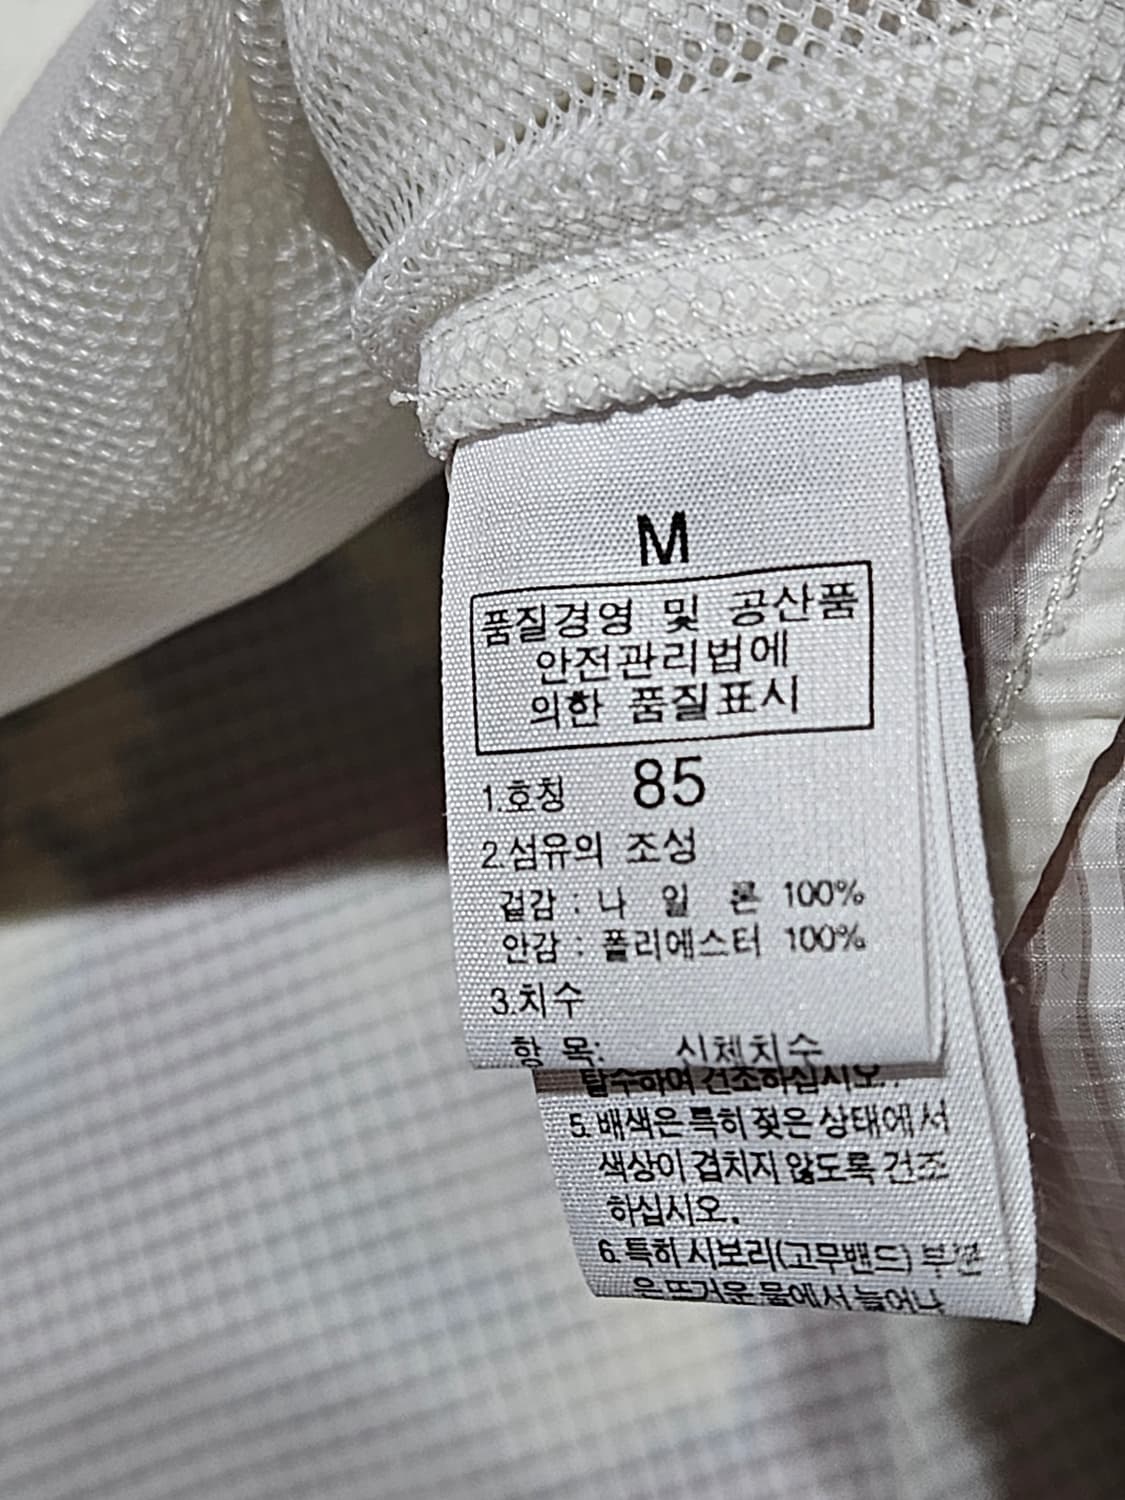 M
품질경영 및 공산품
안전관리법에
의한 품질표시
1.호칭 85
2.섬유의 조성
겉감 : 나 일 론 100%
안감 : 폴리에스터 100%
3.치수
항 목: 신체치수
탈수하여 건조하십시오.
5. 배색은 특히 젖은 상태에서
색상이 겹치지 않도록 건조
하십시오.
6. 특히 시보리(고무밴드) 부분
은 뜨거운 물에서 늘어나